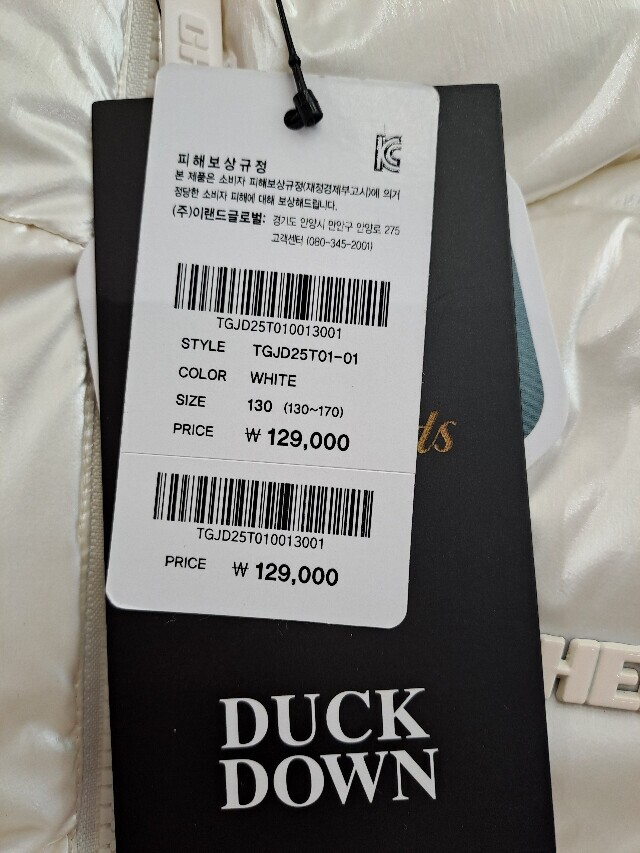 CH
피해보상규정
본 제품은 소비자 피해보상규정(재정경제부고시)에 의거
정당한 소비자 피해에 대해 보상해드립니다.
(주)이랜드글로벌: 경기도 안양시 만안구 안양로 275
고객센터 (080-345-2001)
TGJD25T010013001
STYLE TGJD25T01-01
COLOR WHITE
SIZE 130 (130~170)
PRICE ₩ 129,000
ds
TGJD25T010013001
PRICE ₩ 129,000
HE
DUCK
DOWN